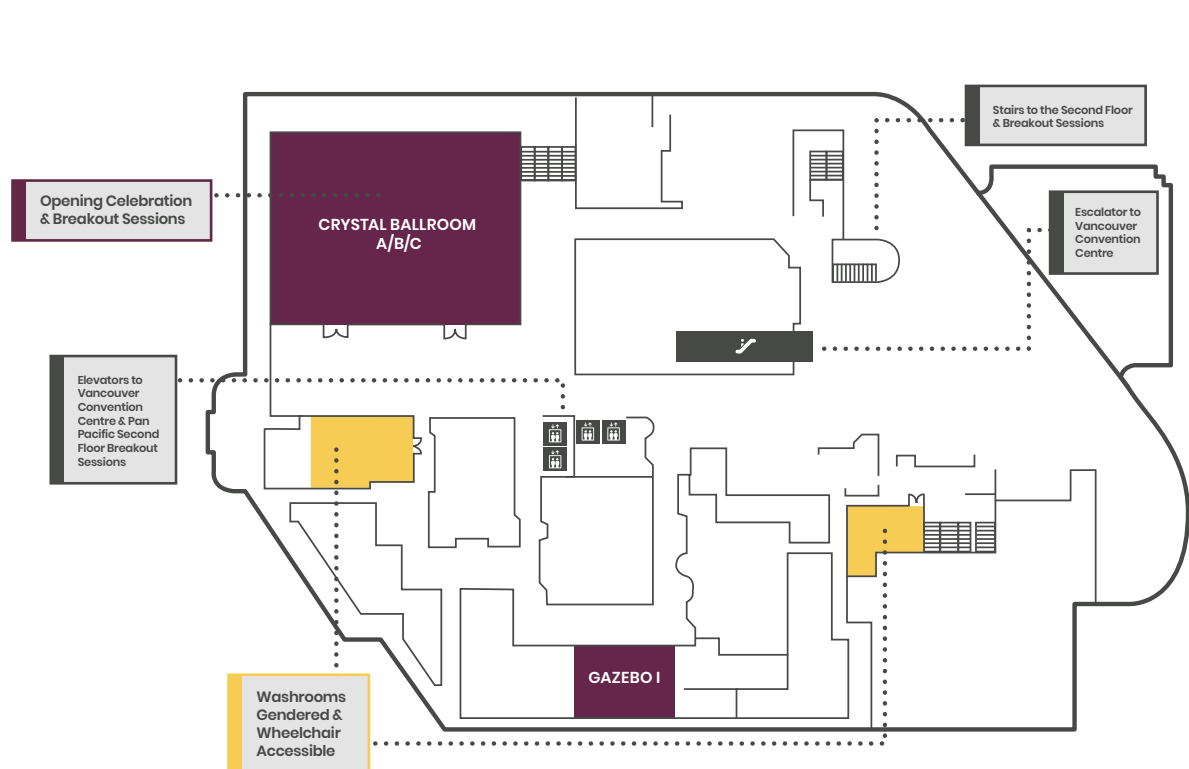 Stairs to the Second Floor
& Breakout Sessions
Opening Celebration
& Breakout Sessions
CRYSTAL BALLROOM
A/B/C
Escalator to
Vancouver
Convention
Centre
Elevators to
Vancouver
Convention
Centre & Pan
Pacific Second
Floor Breakout
Sessions
GAZEBO I
Washrooms
Gendered &
Wheelchair
Accessible